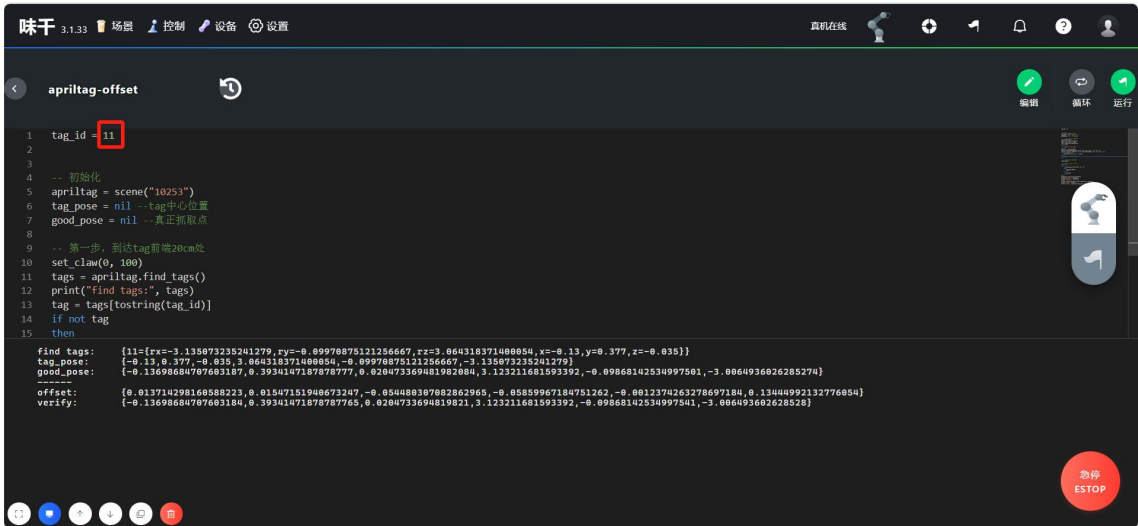 味千 3.1.33 场景 控制 设备 设置 真机在线
apriltag-offset
编辑 循环 运行
1 tag_id = 11
2
3
4 -- 初始化
5 apriltag = scene("10253")
6 tag_pose = nil --tag中心位置
7 good_pose = nil --真正抓取点
8
9 -- 第一步，到达tag前端20cm处
10 set_claw(0, 100)
11 tags = apriltag.find_tags()
12 print("find tags:", tags)
13 tag = tags[tostring(tag_id)]
14 if not tag
15 then
find tags: {11={rx=-3.135073235241279,ry=-0.09970875121256667,rz=3.064318371400054,x=-0.13,y=0.377,z=-0.035}}
tag_pose: {-0.13,0.377,-0.035,3.064318371400054,-0.09970875121256667,-3.135073235241279}
good_pose: {-0.13698684707603187,0.3934147187878777,0.020473369481982084,3.123211681593392,-0.09868142534997501,-3.0064936026285274}
------
offset: {0.013714298160588223,0.01547151940673247,-0.054480307082862965,-0.05859967184751262,-0.0012374263278697184,0.13444992132776054}
verify: {-0.13698684707603184,0.39341471878787765,0.0204733694819821,3.123211681593392,-0.09868142534997541,-3.006493602628528}
急停
ESTOP